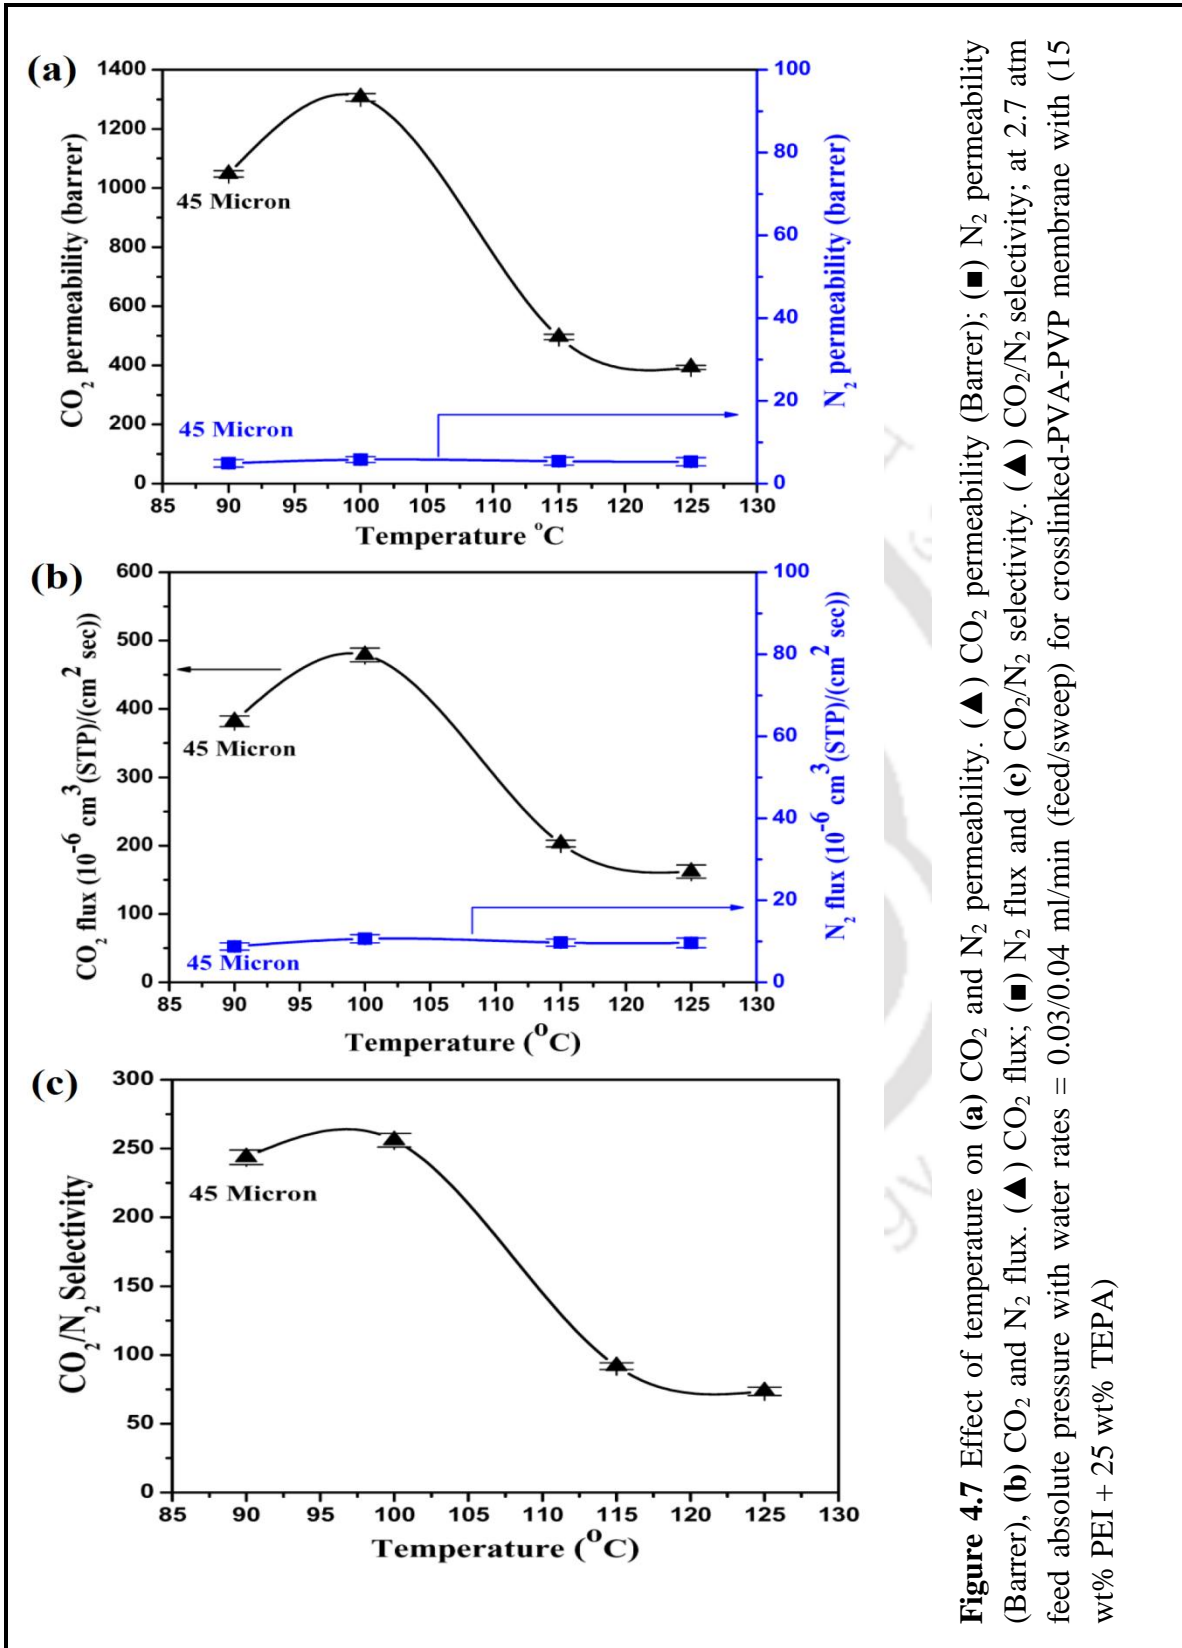 (a)
1400
1200
1000
800
600
400
200
0
CO₂ permeability (barrer)
100
80
60
40
20
0
N₂ permeability (barrer)
45 Micron
45 Micron
85 90 95 100 105 110 115 120 125 130
Temperature °C
(b)
600
500
400
300
200
100
0
CO₂ flux (10⁻⁶ cm³(STP)/(cm² sec))
100
80
60
40
20
0
N₂ flux (10⁻⁶ cm³(STP)/(cm² sec))
45 Micron
45 Micron
85 90 95 100 105 110 115 120 125 130
Temperature (°C)
(c)
300
250
200
150
100
50
0
CO₂/N₂ Selectivity
45 Micron
85 90 95 100 105 110 115 120 125 130
Temperature (°C)
Figure 4.7 Effect of temperature on (a) CO₂ and N₂ permeability. (▲) CO₂ permeability (Barrer); (■) N₂ permeability
(Barrer), (b) CO₂ and N₂ flux. (▲) CO₂ flux; (■) N₂ flux and (c) CO₂/N₂ selectivity. (▲) CO₂/N₂ selectivity; at 2.7 atm
feed absolute pressure with water rates = 0.03/0.04 ml/min (feed/sweep) for crosslinked-PVA-PVP membrane with (15
wt% PEI + 25 wt% TEPA)